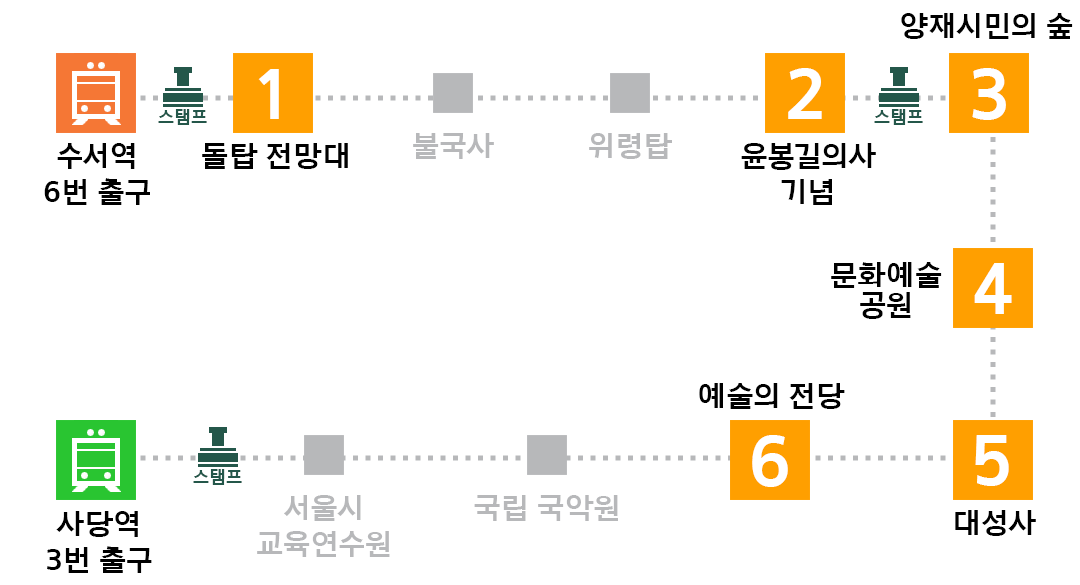 양재시민의 숲
1
2
3
스탬프
스탬프
수서역
6번 출구
돌탑 전망대
불국사
위령탑
윤봉길의사
기념
문화예술
공원
4
예술의 전당
6
5
스탬프
사당역
3번 출구
서울시
교육연수원
국립 국악원
대성사